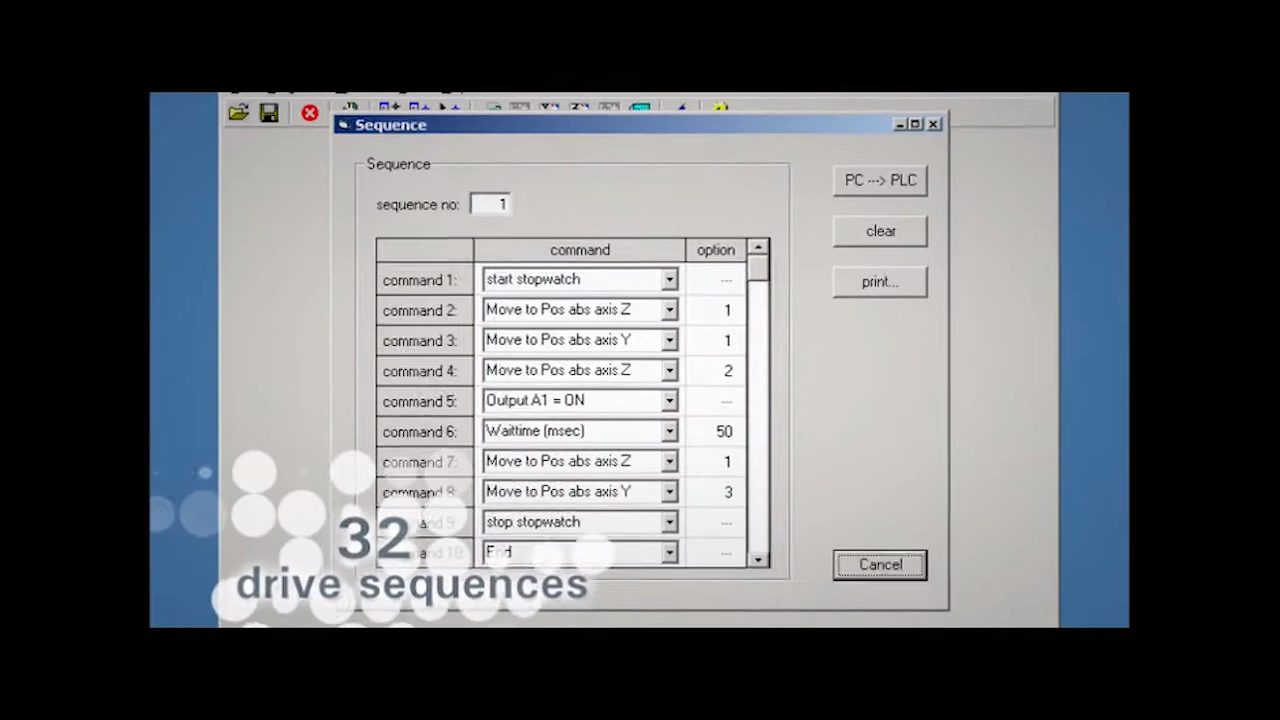 Sequence
Sequence
PC ---> PLC
sequence no: 1
clear
command option
print...
command 1: start stopwatch ---
command 2: Move to Pos abs axis Z 1
command 3: Move to Pos abs axis Y 1
command 4: Move to Pos abs axis Z 2
command 5: Output A1 = ON ---
command 6: Waittime (msec) 50
command 7: Move to Pos abs axis Z 1
command 8: Move to Pos abs axis Y 3
stop stopwatch ---
End ---
Cancel
32
drive sequences